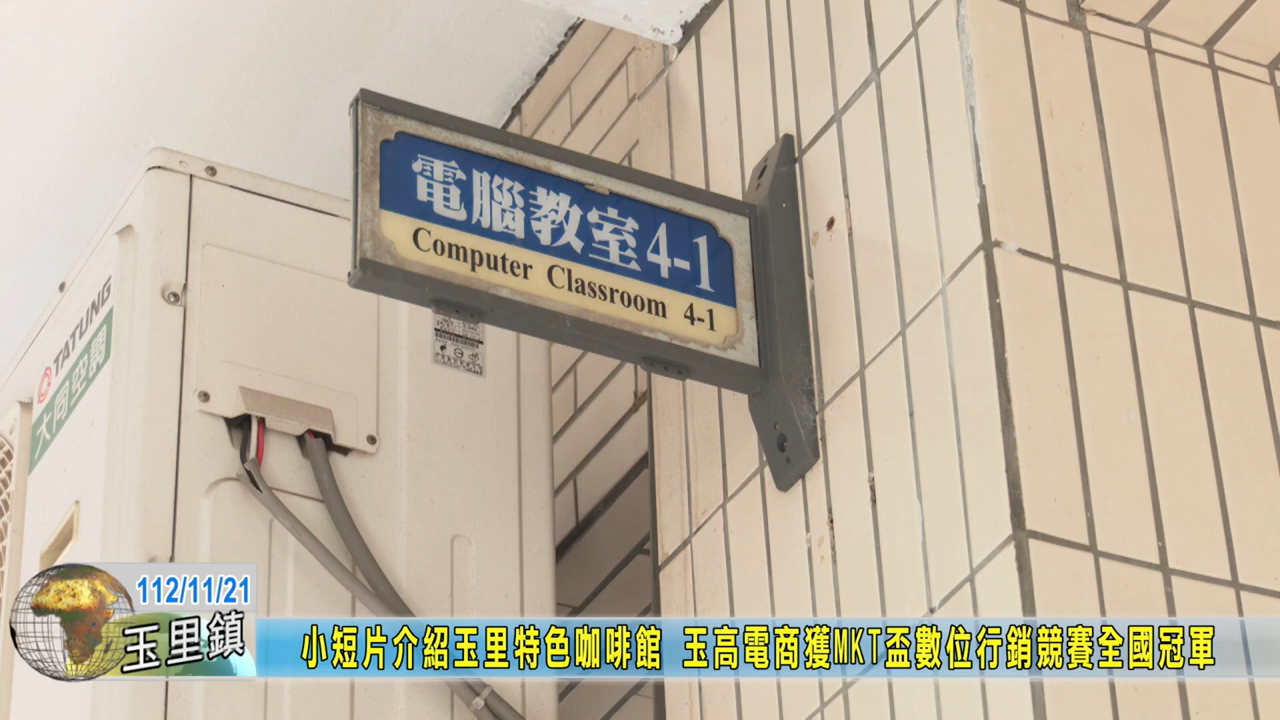 電腦教室4-1
Computer Classroom 4-1
TATUNG
大同空調
112/11/21
玉里鎮
小短片介紹玉里特色咖啡館 玉高電商獲MKT盃數位行銷競賽全國冠軍